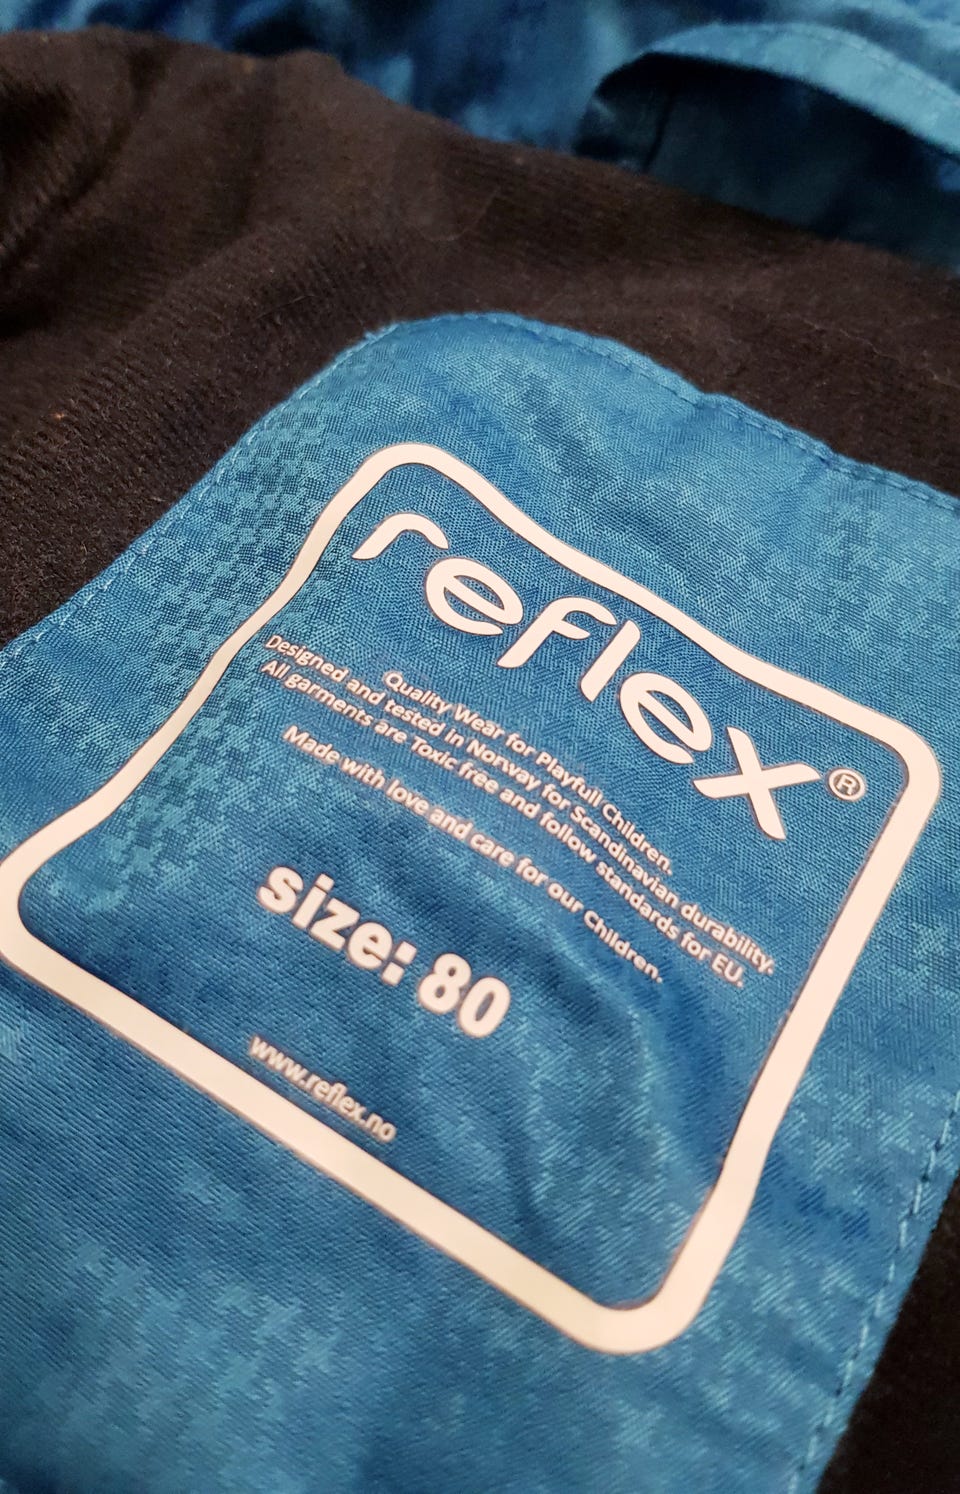 reflex®
Quality Wear for Playfull Children.
Designed and tested in Norway for Scandinavian durability.
All garments are Toxic free and follow standards for EU.
Made with love and care for our Children.
size: 80
www.reflex.no